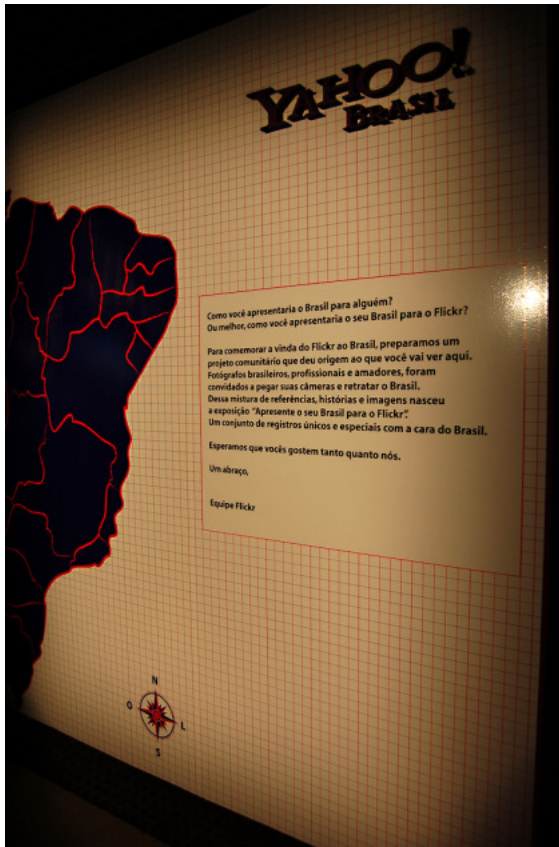 YAHOO!
BRASIL
Como você apresentaria o Brasil para alguém?
Ou melhor, como você apresentaria o seu Brasil para o Flickr?
Para comemorar a vinda do Flickr ao Brasil, preparamos um
projeto comunitário que deu origem ao que você vai ver aqui.
Fotógrafos brasileiros, profissionais e amadores, foram
convidados a pegar suas câmeras e retratar o Brasil.
Dessa mistura de referências, histórias e imagens nasceu
a exposição "Apresente o seu Brasil para o Flickr".
Um conjunto de registros únicos e especiais com a cara do Brasil.
Esperamos que vocês gostem tanto quanto nós.
Um abraço,
Equipe Flickr
N
O
L
S